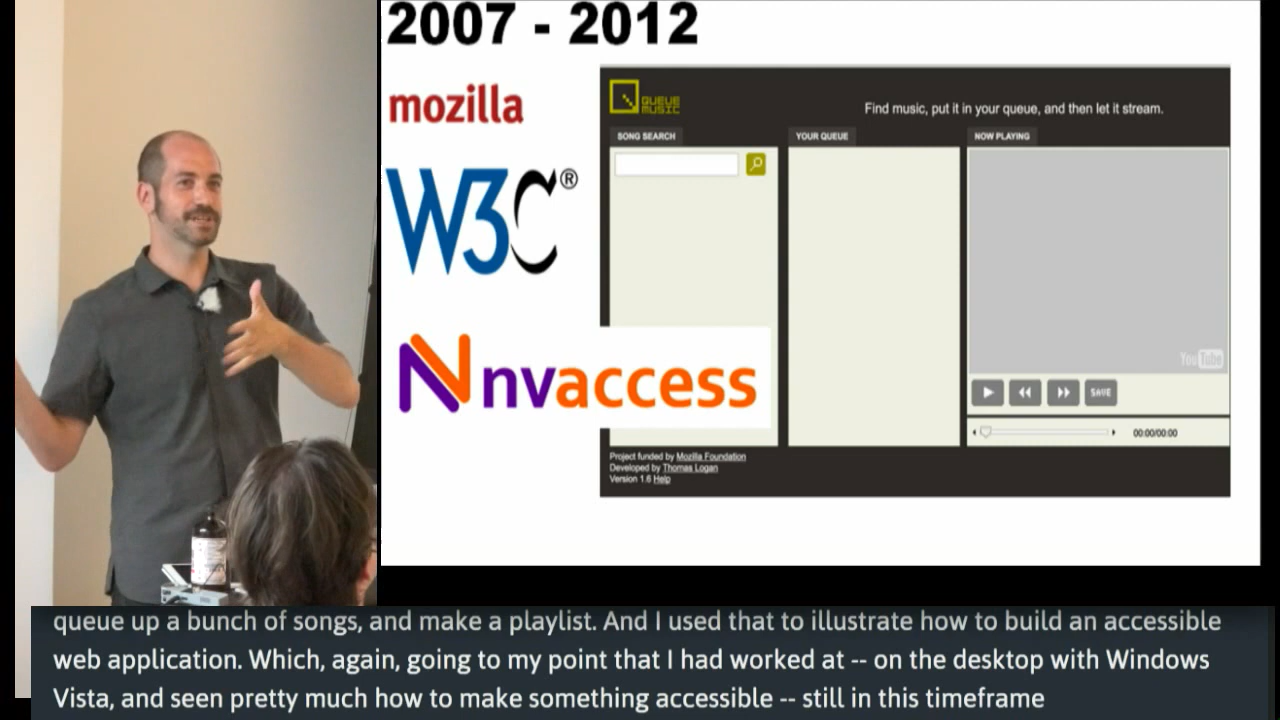 2007 - 2012
mozilla
W3C®
nvaccess
QUEUE
MUSIC
Find music, put it in your queue, and then let it stream.
SONG SEARCH
YOUR QUEUE
NOW PLAYING
YouTube
SAVE
00:00/00:00
Project funded by Mozilla Foundation
Developed by Thomas Logan
Version 1.6 Help
queue up a bunch of songs, and make a playlist. And I used that to illustrate how to build an accessible
web application. Which, again, going to my point that I had worked at -- on the desktop with Windows
Vista, and seen pretty much how to make something accessible -- still in this timeframe